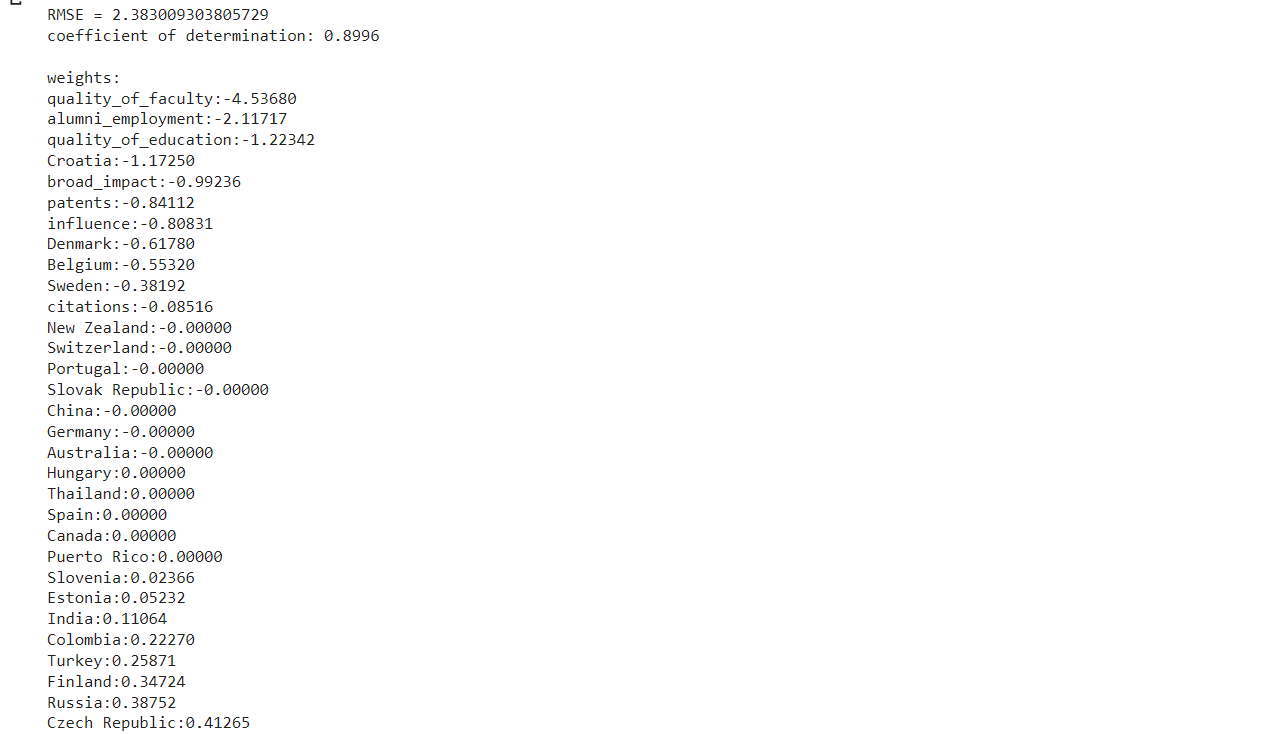 RMSE = 2.383009303805729
coefficient of determination: 0.8996
weights:
quality_of_faculty:-4.53680
alumni_employment:-2.11717
quality_of_education:-1.22342
Croatia:-1.17250
broad_impact:-0.99236
patents:-0.84112
influence:-0.80831
Denmark:-0.61780
Belgium:-0.55320
Sweden:-0.38192
citations:-0.08516
New Zealand:-0.00000
Switzerland:-0.00000
Portugal:-0.00000
Slovak Republic:-0.00000
China:-0.00000
Germany:-0.00000
Australia:-0.00000
Hungary:0.00000
Thailand:0.00000
Spain:0.00000
Canada:0.00000
Puerto Rico:0.00000
Slovenia:0.02366
Estonia:0.05232
India:0.11064
Colombia:0.22270
Turkey:0.25871
Finland:0.34724
Russia:0.38752
Czech Republic:0.41265